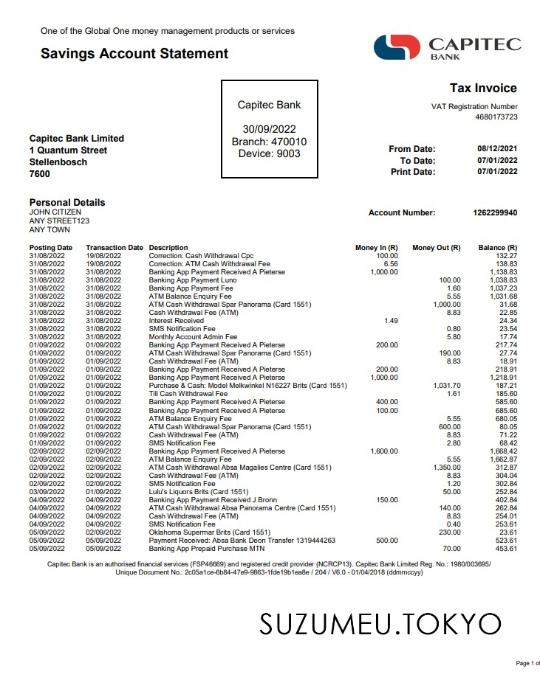 One of the Global One money management products or services
Savings Account Statement
CAPITEC
BANK
Capitec Bank
30/09/2022
Branch: 470010
Device: 9003
Tax Invoice
VAT Registration Number
4680173723
Capitec Bank Limited
1 Quantum Street
Stellenbosch
7600
From Date: 08/12/2021
To Date: 07/01/2022
Print Date: 07/01/2022
Personal Details
JOHN CITIZEN
ANY STREET123
ANY TOWN
Account Number: 1262299940
Posting Date Transaction Date Description Money In (R) Money Out (R) Balance (R)
31/08/2022 19/08/2022 Correction: Cash Withdrawal Cpc 100.00 132.27
31/08/2022 19/08/2022 Correction: ATM Cash Withdrawal Fee 6.56 138.83
31/08/2022 31/08/2022 Banking App Payment Received A Pieterse 1,000.00 1,138.83
31/08/2022 31/08/2022 Banking App Payment Luno 100.00 1,038.83
31/08/2022 31/08/2022 Banking App Payment Fee 1.60 1,037.23
31/08/2022 31/08/2022 ATM Balance Enquiry Fee 5.55 1,031.68
31/08/2022 31/08/2022 ATM Cash Withdrawal Spar Panorama (Card 1551) 1,000.00 31.68
31/08/2022 31/08/2022 Cash Withdrawal Fee (ATM) 8.83 22.85
31/08/2022 31/08/2022 Interest Received 1.49 24.34
31/08/2022 31/08/2022 SMS Notification Fee 0.80 23.54
31/08/2022 31/08/2022 Monthly Account Admin Fee 5.80 17.74
01/09/2022 01/09/2022 Banking App Payment Received A Pieterse 200.00 217.74
01/09/2022 01/09/2022 ATM Cash Withdrawal Spar Panorama (Card 1551) 190.00 27.74
01/09/2022 01/09/2022 Cash Withdrawal Fee (ATM) 8.83 18.91
01/09/2022 01/09/2022 Banking App Payment Received A Pieterse 200.00 218.91
01/09/2022 01/09/2022 Banking App Payment Received A Pieterse 1,000.00 1,218.91
01/09/2022 01/09/2022 Purchase & Cash: Model Melkwinkel N16227 Brits (Card 1551) 1,031.70 187.21
01/09/2022 01/09/2022 Till Cash Withdrawal Fee 1.61 185.60
01/09/2022 01/09/2022 Banking App Payment Received A Pieterse 400.00 585.60
01/09/2022 01/09/2022 Banking App Payment Received A Pieterse 100.00 685.60
01/09/2022 01/09/2022 ATM Balance Enquiry Fee 5.55 680.05
01/09/2022 01/09/2022 ATM Cash Withdrawal Spar Panorama (Card 1551) 600.00 80.05
01/09/2022 01/09/2022 Cash Withdrawal Fee (ATM) 8.83 71.22
01/09/2022 01/09/2022 SMS Notification Fee 2.80 68.42
02/09/2022 02/09/2022 Banking App Payment Received A Pieterse 1,600.00 1,668.42
02/09/2022 02/09/2022 ATM Balance Enquiry Fee 5.55 1,662.87
02/09/2022 02/09/2022 ATM Cash Withdrawal Absa Magalies Centre (Card 1551) 1,350.00 312.87
02/09/2022 02/09/2022 Cash Withdrawal Fee (ATM) 8.83 304.04
02/09/2022 02/09/2022 SMS Notification Fee 1.20 302.84
03/09/2022 01/09/2022 Lulu's Liquors Brits (Card 1551) 50.00 252.84
04/09/2022 04/09/2022 Banking App Payment Received J Bronn 150.00 402.84
04/09/2022 04/09/2022 ATM Cash Withdrawal Absa Panorama Centre (Card 1551) 140.00 262.84
04/09/2022 04/09/2022 Cash Withdrawal Fee (ATM) 8.83 254.01
04/09/2022 04/09/2022 SMS Notification Fee 0.40 253.61
05/09/2022 02/09/2022 Oklahoma Supermar Brits (Card 1551) 230.00 23.61
05/09/2022 05/09/2022 Payment Received: Absa Bank Deon Transfer 1319444263 500.00 523.61
05/09/2022 05/09/2022 Banking App Prepaid Purchase MTN 70.00 453.61
Capitec Bank is an authorised financial services (FSP46669) and registered credit provider (NCRCP13). Capitec Bank Limited Reg. No.: 1980/003695/
Unique Document No.: 2c05a1ce-6b84-47e9-9863-1fde19b1es8e / 204 / V6.0 - 01/04/2018 (ddmmccyy)
SUZUMEU.TOKYO
Page 1 of